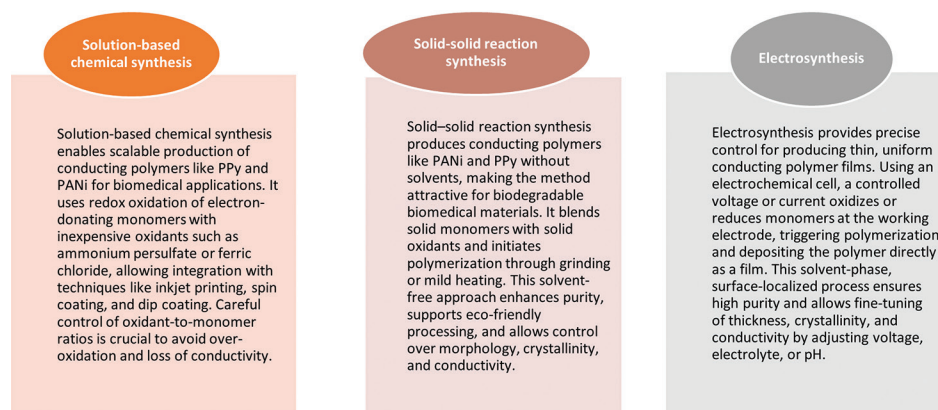 Solution-based
chemical synthesis
Solution-based chemical synthesis
enables scalable production of
conducting polymers like PPy and
PANi for biomedical applications. It
uses redox oxidation of electron-
donating monomers with
inexpensive oxidants such as
ammonium persulfate or ferric
chloride, allowing integration with
techniques like inkjet printing, spin
coating, and dip coating. Careful
control of oxidant-to-monomer
ratios is crucial to avoid over-
oxidation and loss of conductivity.
Solid-solid reaction
synthesis
Solid–solid reaction synthesis
produces conducting polymers
like PANi and PPy without
solvents, making the method
attractive for biodegradable
biomedical materials. It blends
solid monomers with solid
oxidants and initiates
polymerization through grinding
or mild heating. This solvent-
free approach enhances purity,
supports eco-friendly
processing, and allows control
over morphology, crystallinity,
and conductivity.
Electrosynthesis
Electrosynthesis provides precise
control for producing thin, uniform
conducting polymer films. Using an
electrochemical cell, a controlled
voltage or current oxidizes or
reduces monomers at the working
electrode, triggering polymerization
and depositing the polymer directly
as a film. This solvent-phase,
surface-localized process ensures
high purity and allows fine-tuning
of thickness, crystallinity, and
conductivity by adjusting voltage,
electrolyte, or pH.